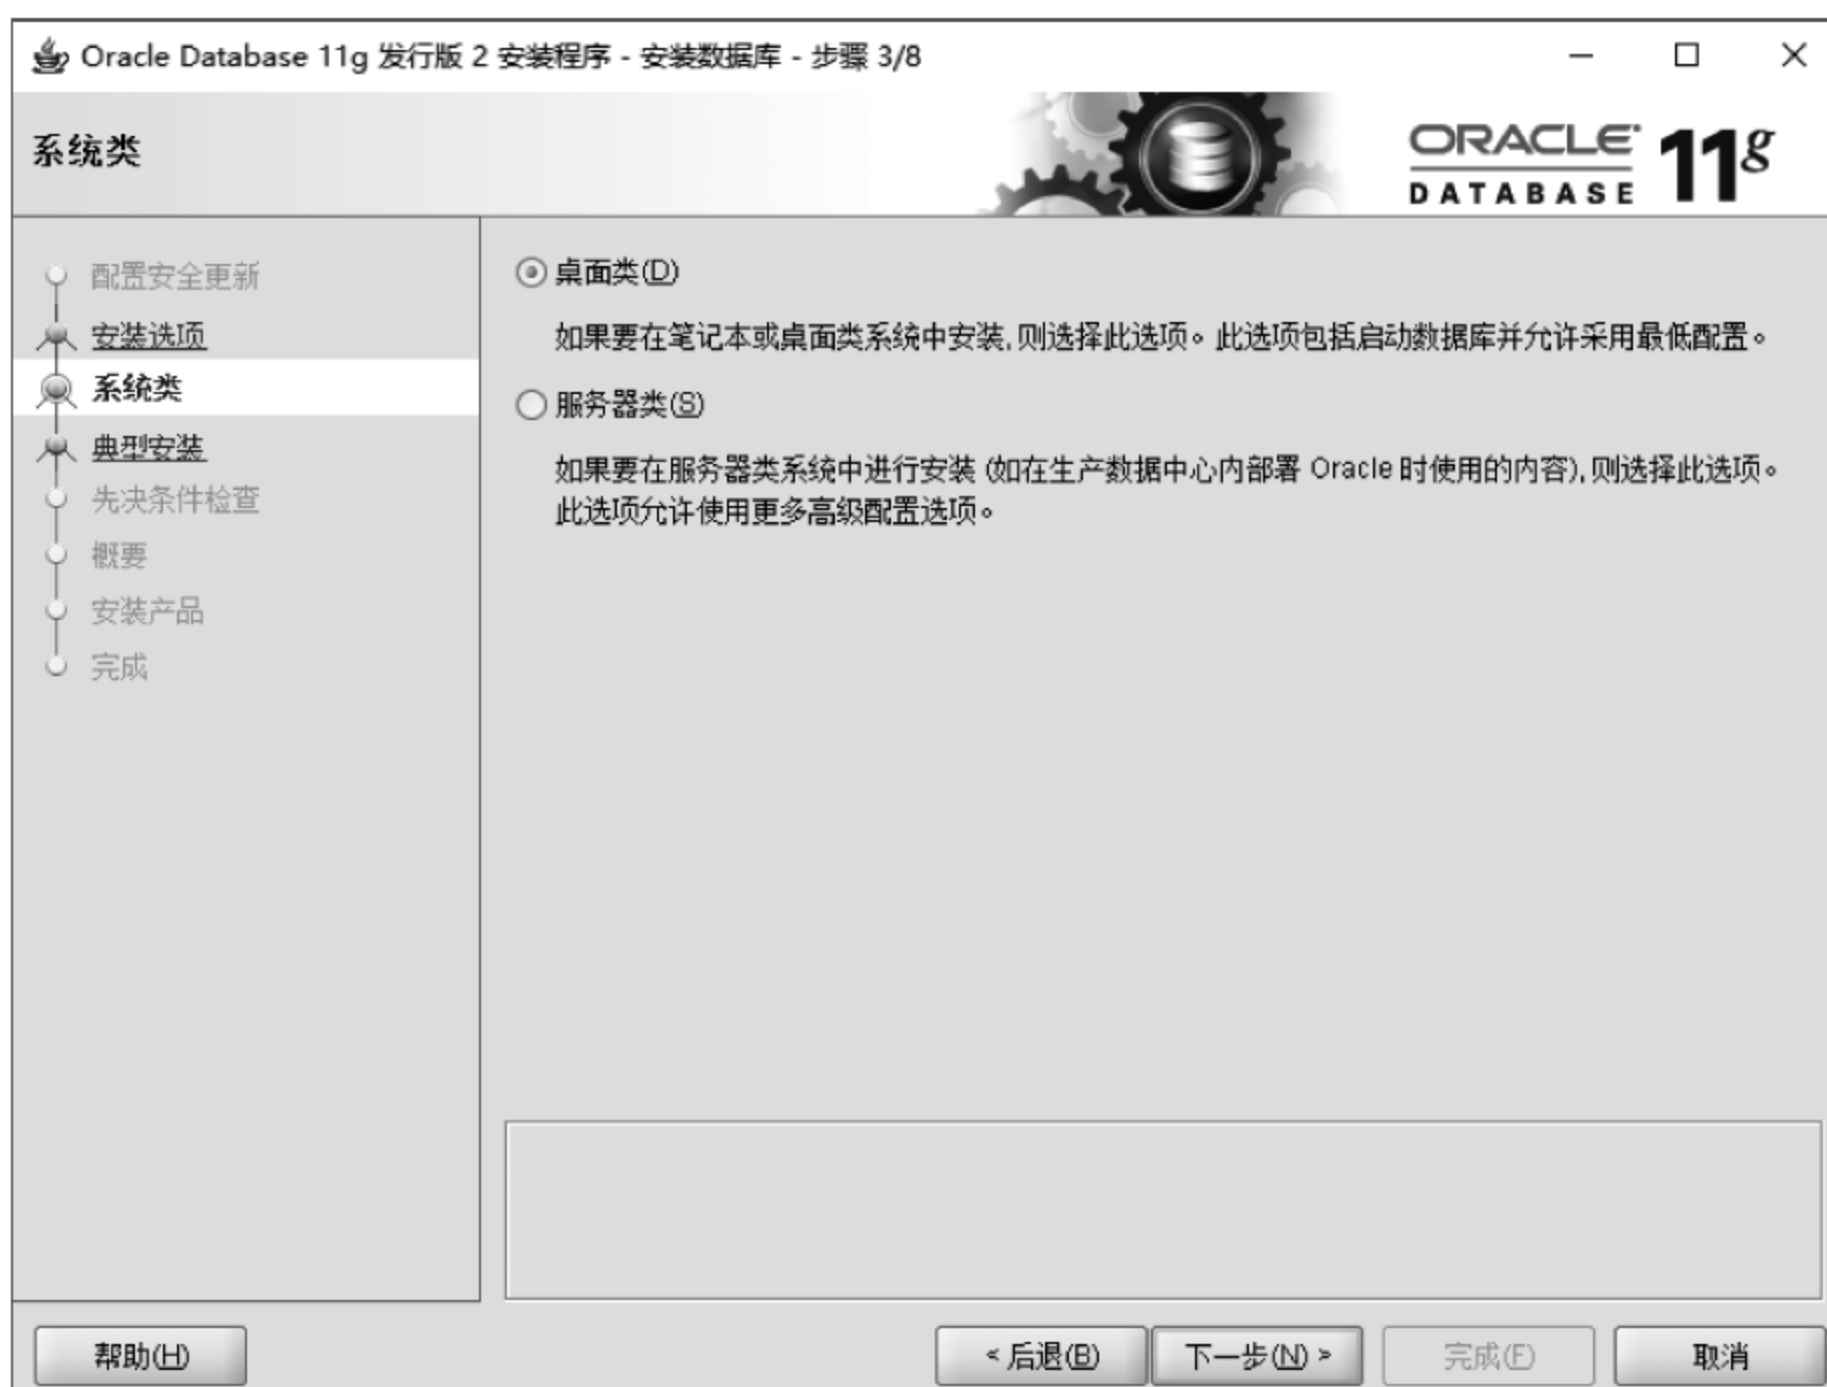 Oracle Database 11g 发行版 2 安装程序 - 安装数据库 - 步骤 3/8
系统类
ORACLE
DATABASE
11g
配置安全更新
安装选项
系统类
典型安装
先决条件检查
概要
安装产品
完成
桌面类(D)
如果要在笔记本或桌面类系统中安装, 则选择此选项。此选项包括启动数据库并允许采用最低配置。
服务器类(S)
如果要在服务器类系统中进行安装 (如在生产数据中心内部署 Oracle 时使用的内容), 则选择此选项。
此选项允许使用更多高级配置选项。
帮助(H)
< 后退(B)
下一步(N) >
完成(F)
取消